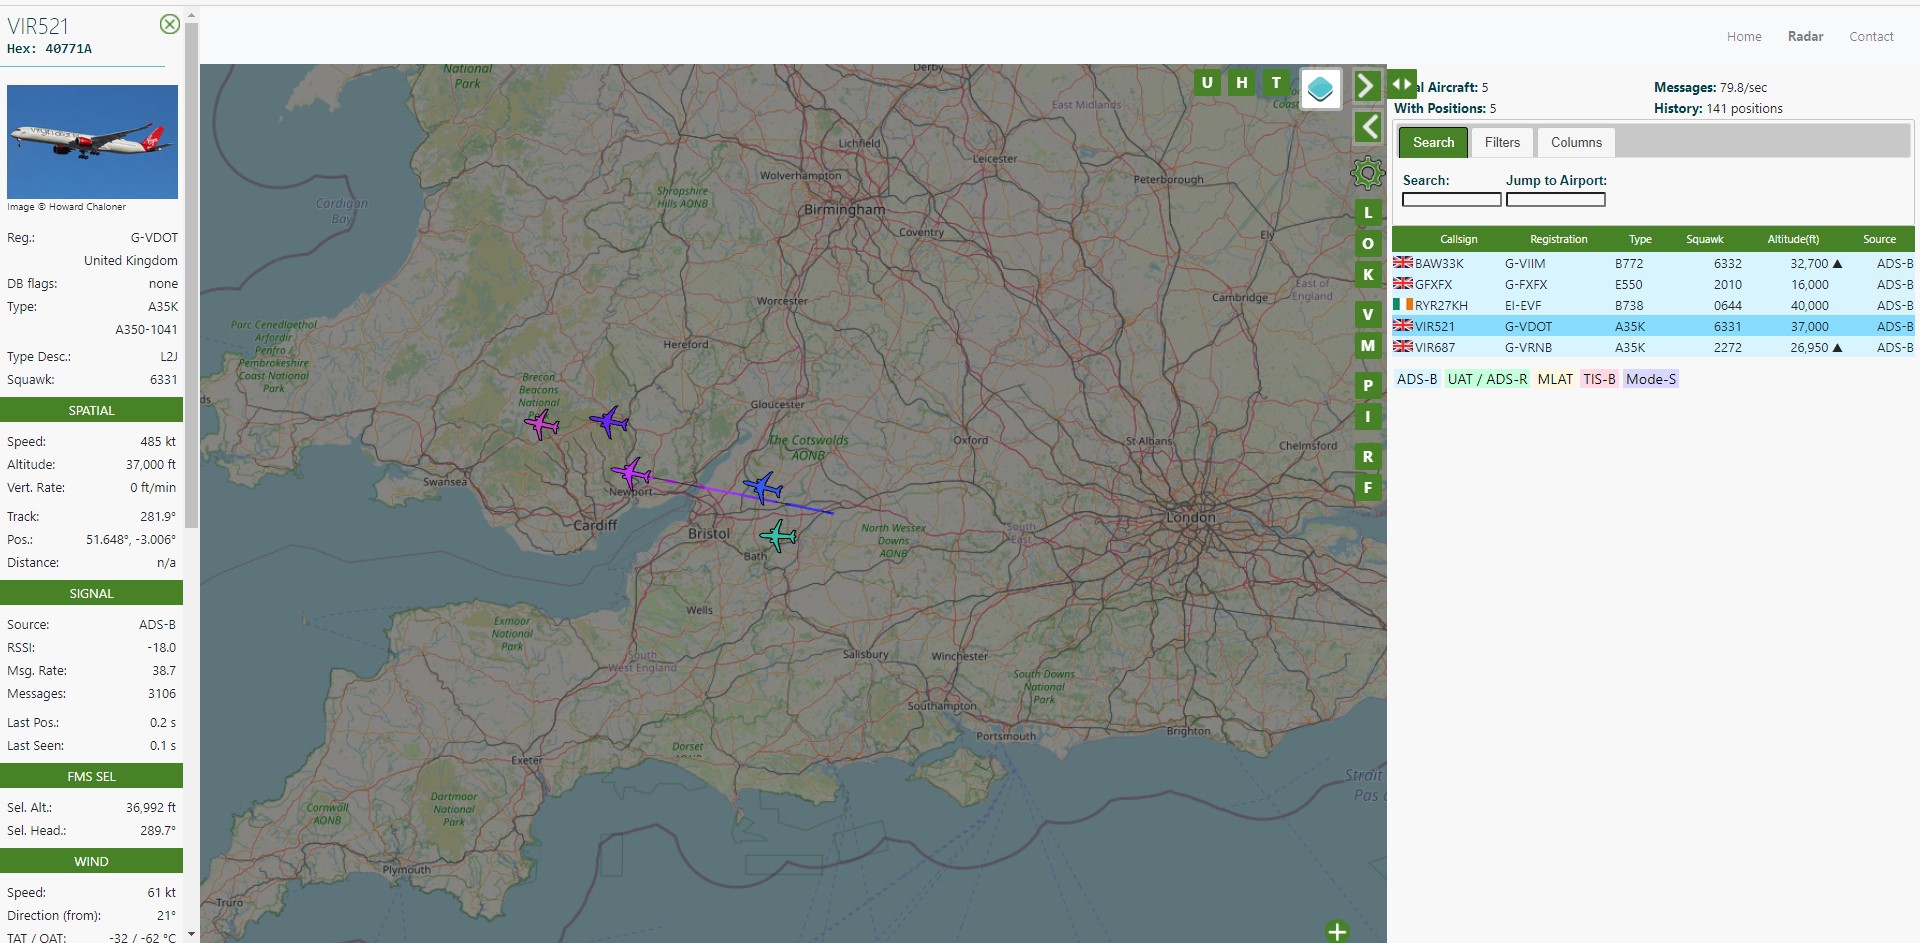 VIR521
Hex: 40771A
Image © Howard Chaloner
Reg.: G-VDOT
United Kingdom
DB flags: none
Type: A35K
A350-1041
Type Desc.: L2J
Squawk: 6331
SPATIAL
Speed: 485 kt
Altitude: 37,000 ft
Vert. Rate: 0 ft/min
Track: 281.9°
Pos.: 51.648°, -3.006°
Distance: n/a
SIGNAL
Source: ADS-B
RSSI: -18.0
Msg. Rate: 38.7
Messages: 3106
Last Pos.: 0.2 s
Last Seen: 0.1 s
FMS SEL
Sel. Alt.: 36,992 ft
Sel. Head.: 289.7°
WIND
Speed: 61 kt
Direction (from): 21°
TAT / OAT: -32 / -62 °C
National
Park
Derby
East Midlands
Coast
Lichfield
Leicester
Wolverhampton
Peterborough
Shropshire
Hills AONB
Cardigan
Bay
Birmingham
Coventry
Ely
East of
England
Cambridge
Worcester
Parc Cenedlaethol
Arfordir
Penfro /
Pembrokeshire
Coast National
Park
Hereford
Brecon
Beacons
National
Gloucester
The Cotswolds
AONB
Oxford
St Albans
Chelmsford
Swansea
Newport
Cardiff
Bristol
Bath
North Wessex
Downs
AONB
South
East
London
Wells
Exmoor
National
Park
South
West England
Salisbury
Winchester
South Downs
National
Park
Southampton
Portsmouth
Brighton
Dorset
AONB
Exeter
Strait
Pas
Cornwall
AONB
Dartmoor
National
Park
Plymouth
Truro
U H T
L
O
K
V
M
P
I
R
F
Home Radar Contact
al Aircraft: 5 Messages: 79.8/sec
With Positions: 5 History: 141 positions
Search Filters Columns
Search: Jump to Airport:
Callsign Registration Type Squawk Altitude(ft) Source
BAW33K G-VIIM B772 6332 32,700 ▲ ADS-B
GFXFX G-FXFX E550 2010 16,000 ADS-B
RYR27KH EI-EVF B738 0644 40,000 ADS-B
VIR521 G-VDOT A35K 6331 37,000 ADS-B
VIR687 G-VRNB A35K 2272 26,950 ▲ ADS-B
ADS-B UAT / ADS-R MLAT TIS-B Mode-S